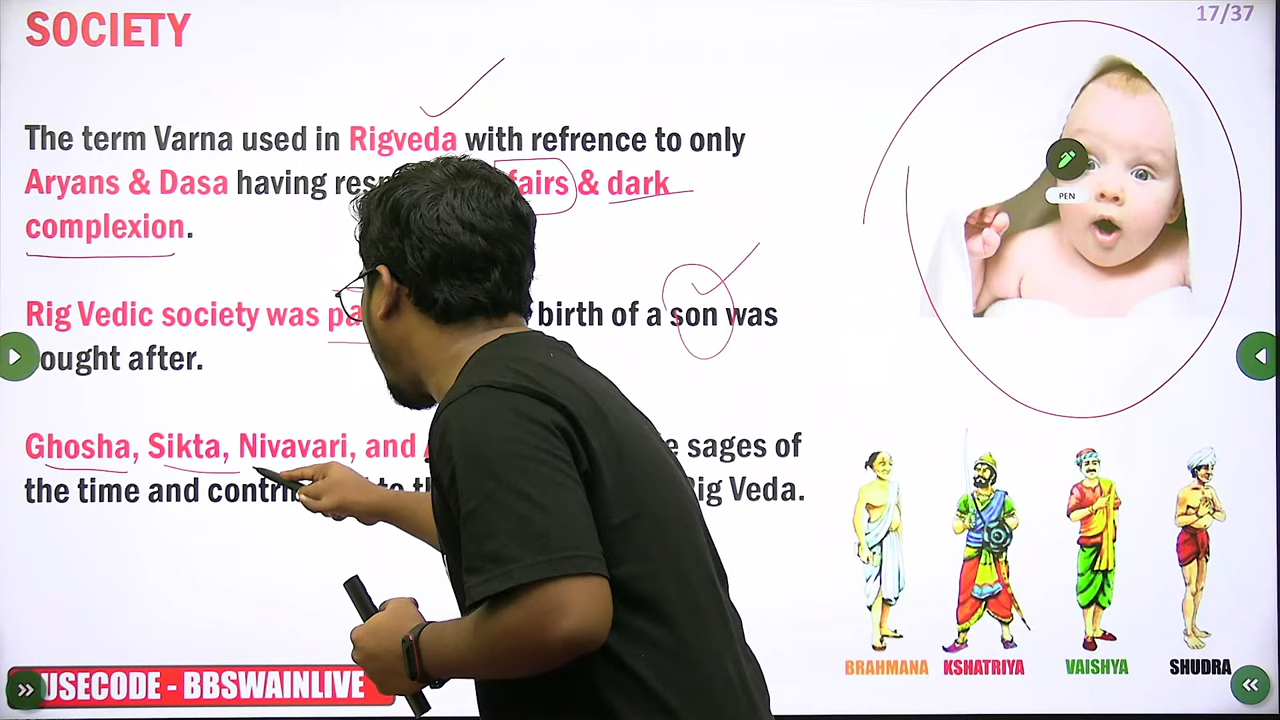 SOCIETY
17/37
The term Varna used in Rigveda with refrence to only
Aryans & Dasa having fairs & dark
complexion.
PEN
Rig Vedic society was birth of a son was
ought after.
Ghosha, Sikta, Nivavari, and sages of
the time and Rig Veda.
BRAHMANA KSHATRIYA VAISHYA SHUDRA
USECODE - BBSWAINLIVE